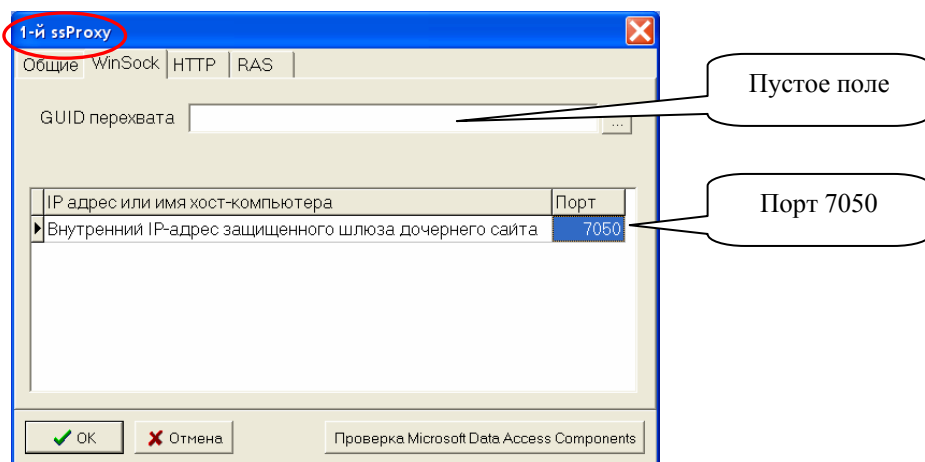 1-й ssProxy
Общие WinSock HTTP RAS
Пустое поле
GUID перехвата ...
IP адрес или имя хост-компьютера Порт
Порт 7050
Внутренний IP-адрес защищенного шлюза дочернего сайта 7050
OK Отмена Проверка Microsoft Data Access Components